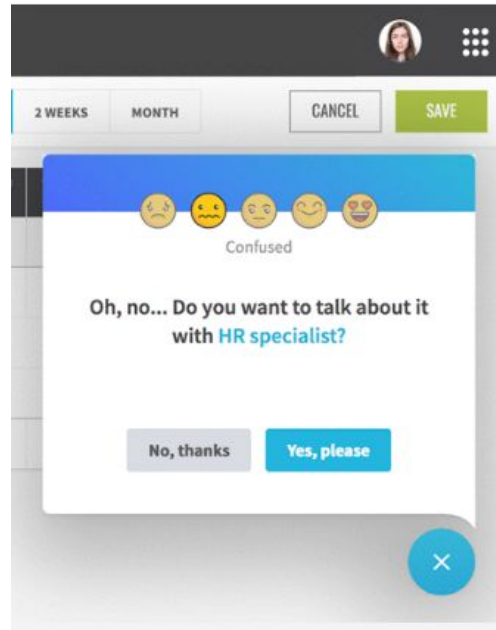 2 WEEKS
MONTH
CANCEL
SAVE
Confused
Oh, no... Do you want to talk about it
with HR specialist?
No, thanks
Yes, please